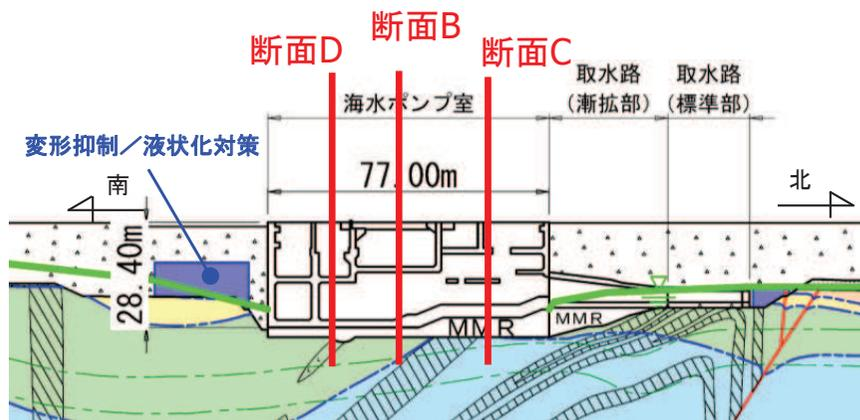 断面D
断面B
断面C
取水路
(漸拡部)
取水路
(標準部)
海水ポンプ室
変形抑制/液状化対策
77.00m
南
北
28.40m
MMR
MMR